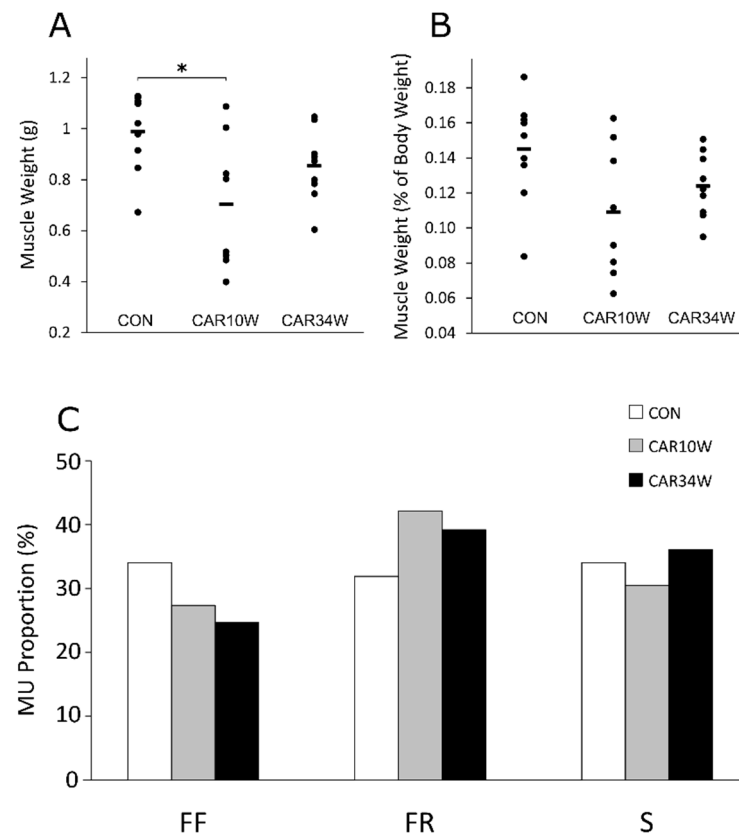 A
Muscle Weight (g)
1.2
1
0.8
0.6
0.4
0.2
*
CON CAR10W CAR34W
B
Muscle Weight (% of Body Weight)
0.18
0.16
0.14
0.12
0.10
0.08
0.06
0.04
CON CAR10W CAR34W
C
CON
CAR10W
CAR34W
MU Proportion (%)
50
40
30
20
10
0
FF FR S